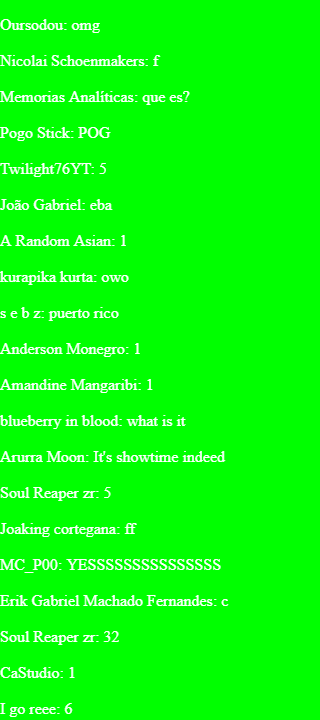 Oursodou: omg
Nicolai Schoenmakers: f
Memorias Analíticas: que es?
Pogo Stick: POG
Twilight76YT: 5
João Gabriel: eba
A Random Asian: 1
kurapika kurta: owo
s e b z: puerto rico
Anderson Monegro: 1
Amandine Mangaribi: 1
blueberry in blood: what is it
Arurra Moon: It's showtime indeed
Soul Reaper zr: 5
Joaking cortegana: ff
MC_P00: YESSSSSSSSSSSSSSS
Erik Gabriel Machado Fernandes: c
Soul Reaper zr: 32
CaStudio: 1
I go reee: 6